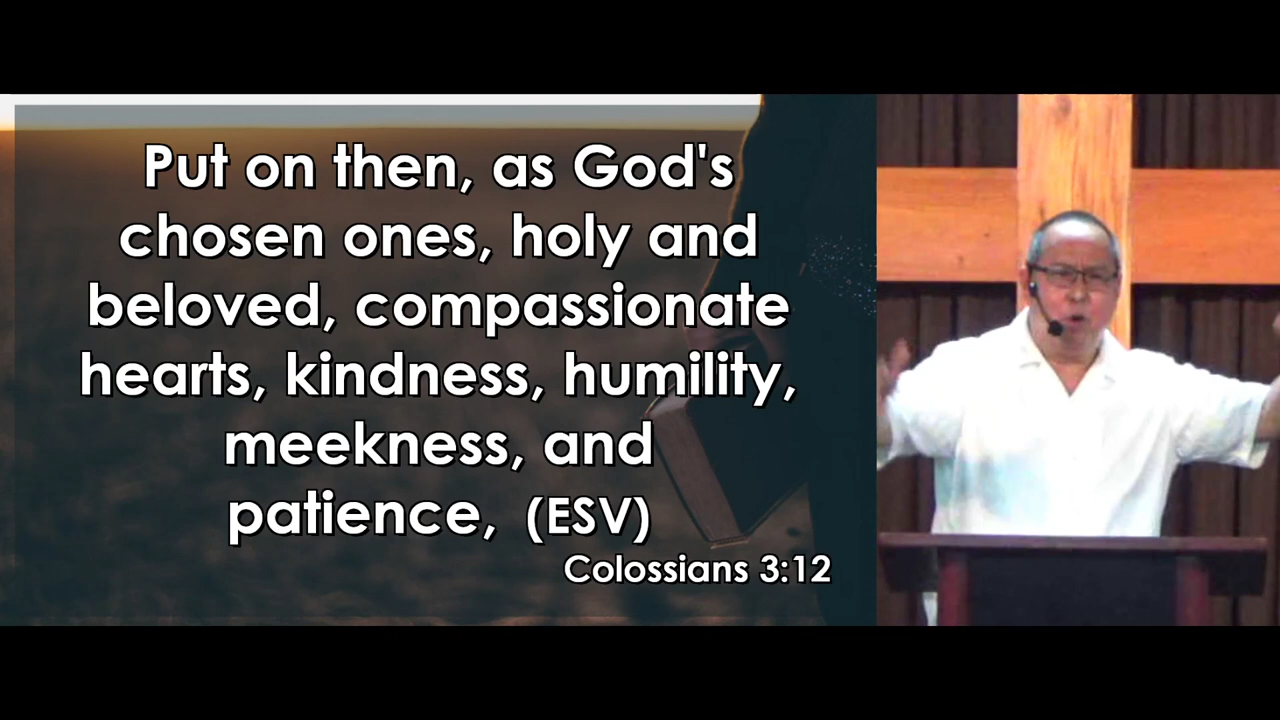 Put on then, as God's
chosen ones, holy and
beloved, compassionate
hearts, kindness, humility,
meekness, and
patience, (ESV)
Colossians 3:12